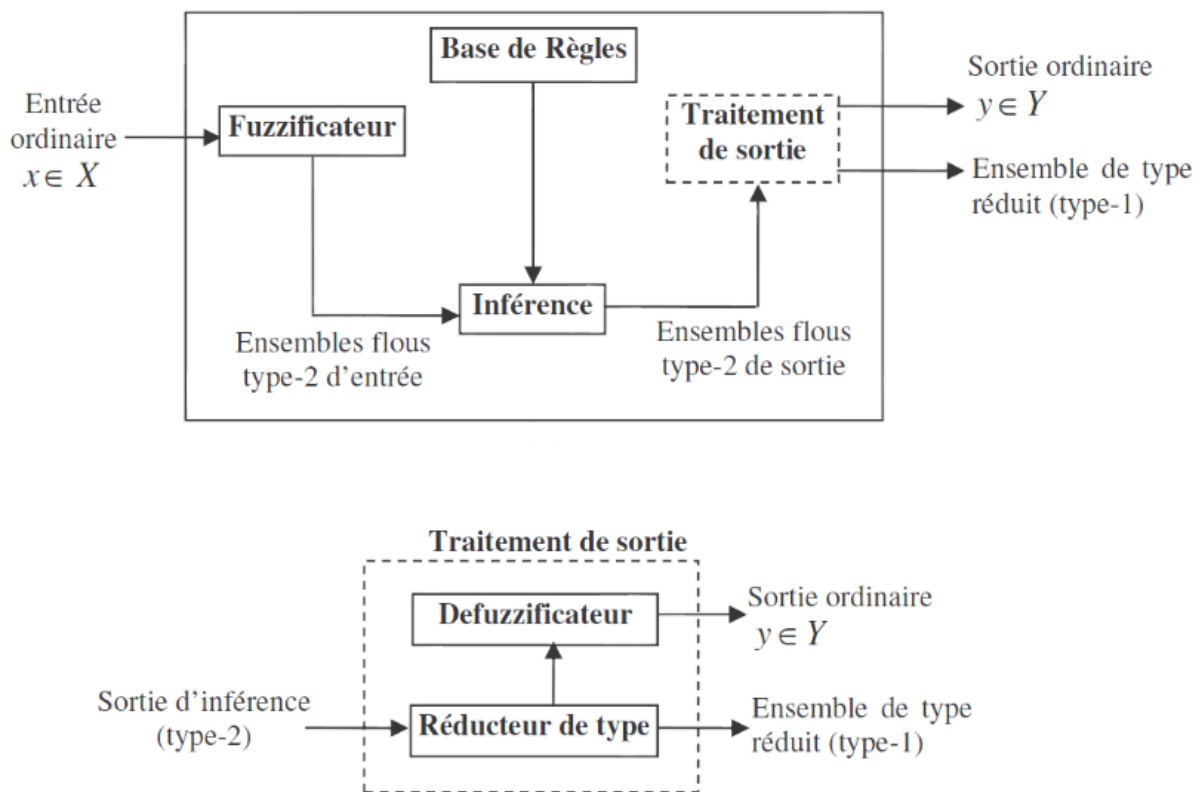 Base de Règles
Entrée
ordinaire
x ∈ X
Fuzzificateur
Traitement
de sortie
Sortie ordinaire
y ∈ Y
Ensemble de type
réduit (type-1)
Inférence
Ensembles flous
type-2 d'entrée
Ensembles flous
type-2 de sortie
Traitement de sortie
Defuzzificateur
Sortie ordinaire
y ∈ Y
Sortie d'inférence
(type-2)
Réducteur de type
Ensemble de type
réduit (type-1)